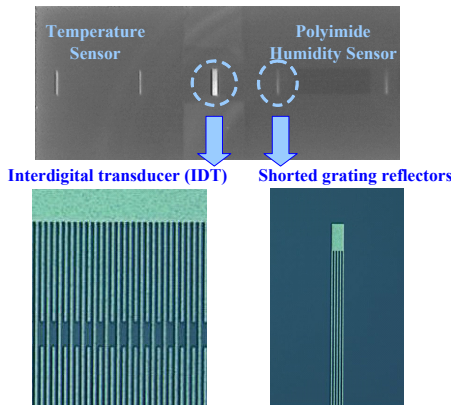 Temperature
Sensor
Polyimide
Humidity Sensor
Interdigital transducer (IDT)
Shorted grating reflectors